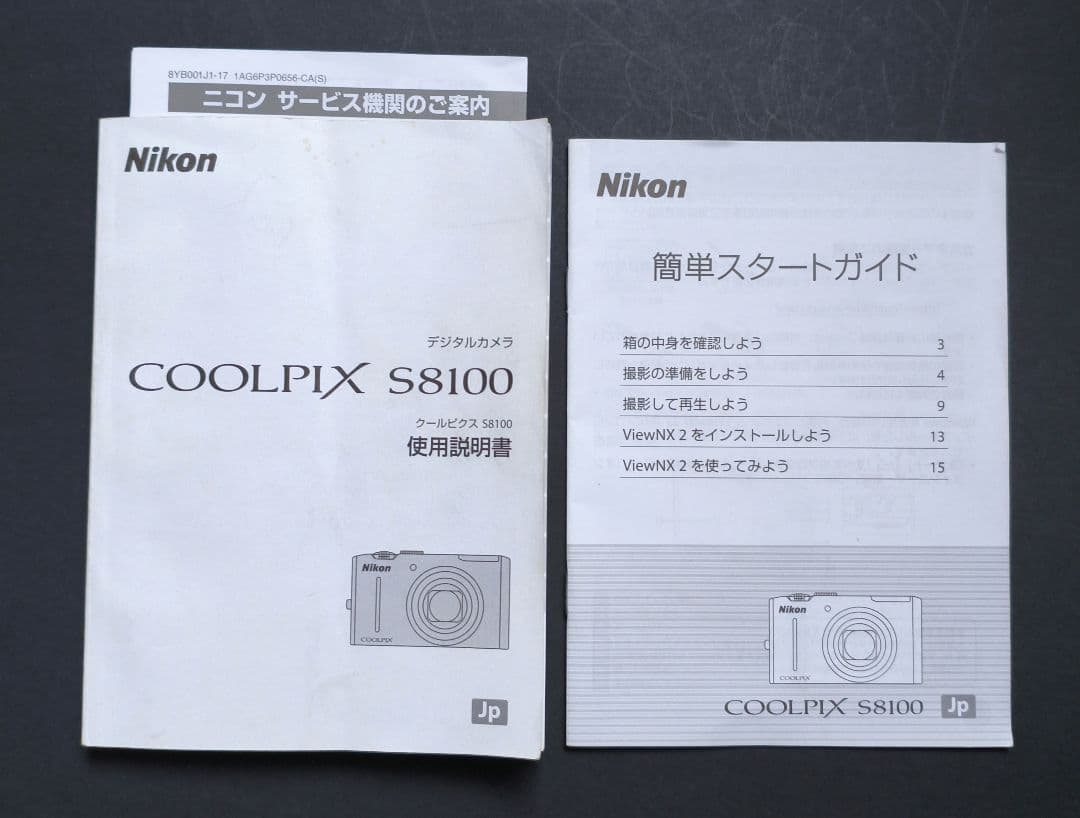 8YB001J1-17 1AG6P3P0656-CA(S)
ニコン サービス機関のご案内
Nikon
デジタルカメラ
COOLPIX S8100
クールピクス S8100
使用説明書
Nikon
COOLPIX
Jp
Nikon
簡単スタートガイド
箱の中身を確認しよう 3
撮影の準備をしよう 4
撮影して再生しよう 9
ViewNX 2 をインストールしよう 13
ViewNX 2 を使ってみよう 15
Nikon
COOLPIX
COOLPIX S8100 Jp